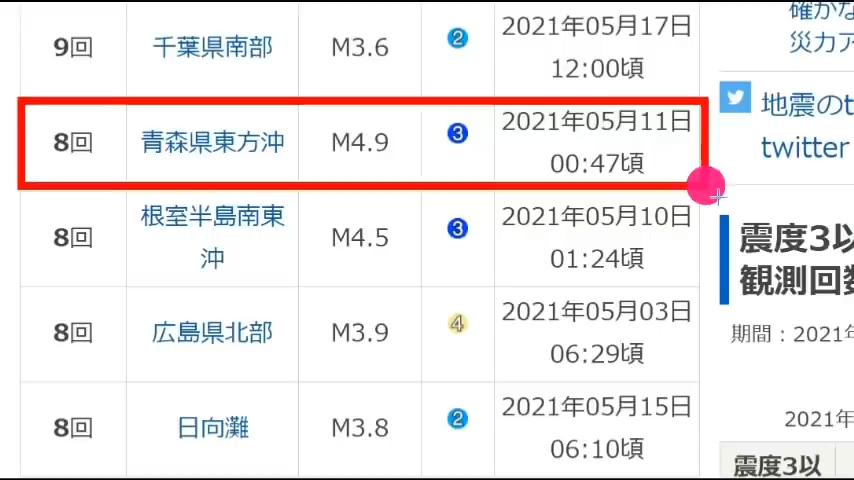 9回 千葉県南部 M3.6 2 2021年05月17日
12:00頃
8回 青森県東方沖 M4.9 3 2021年05月11日
00:47頃
8回 根室半島南東
沖 M4.5 3 2021年05月10日
01:24頃
8回 広島県北部 M3.9 4 2021年05月03日
06:29頃
8回 日向灘 M3.8 2 2021年05月15日
06:10頃
確かな
災力ア
地震のt
twitter
震度3以
観測回数
期間：2021年
2021年
震度3以